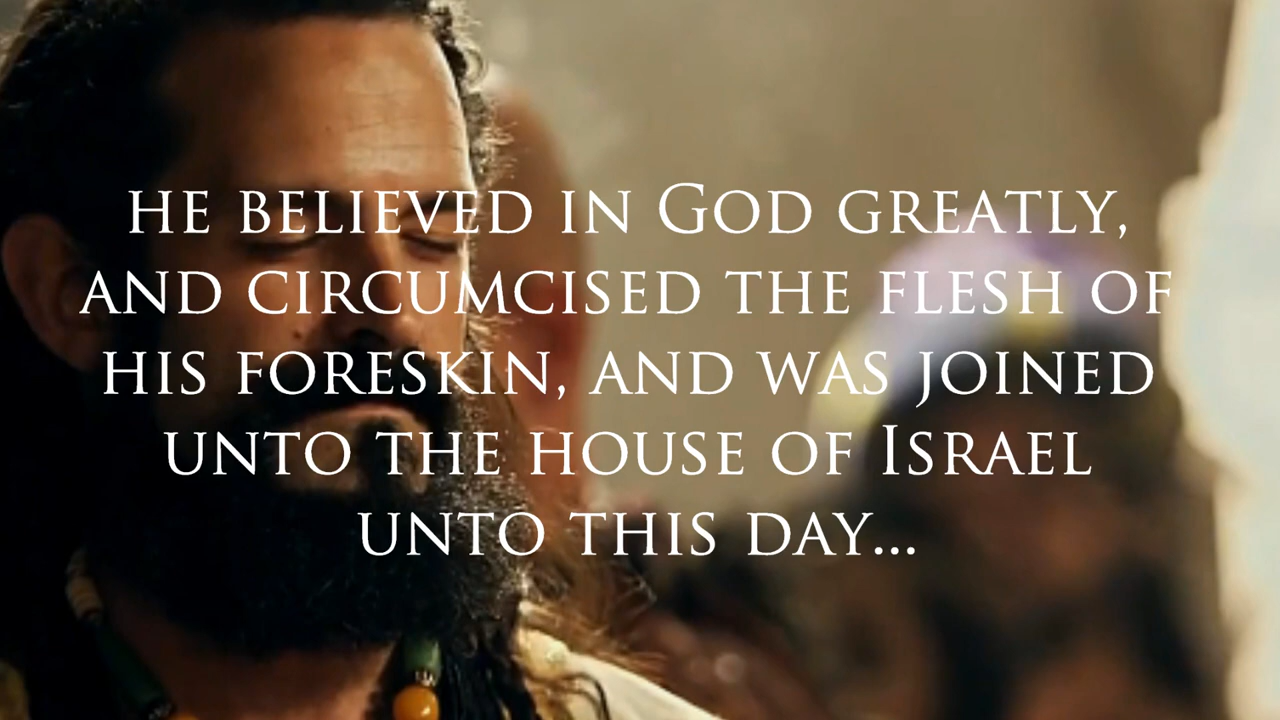 HE BELIEVED IN GOD GREATLY,
AND CIRCUMCISED THE FLESH OF
HIS FORESKIN, AND WAS JOINED
UNTO THE HOUSE OF ISRAEL
UNTO THIS DAY...